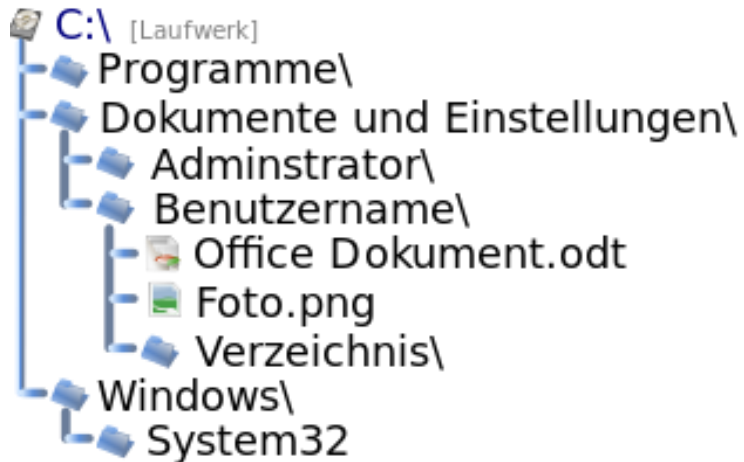 C:\ [Laufwerk]
Programme\
Dokumente und Einstellungen\
Adminstrator\
Benutzername\
Office Dokument.odt
Foto.png
Verzeichnis\
Windows\
System32